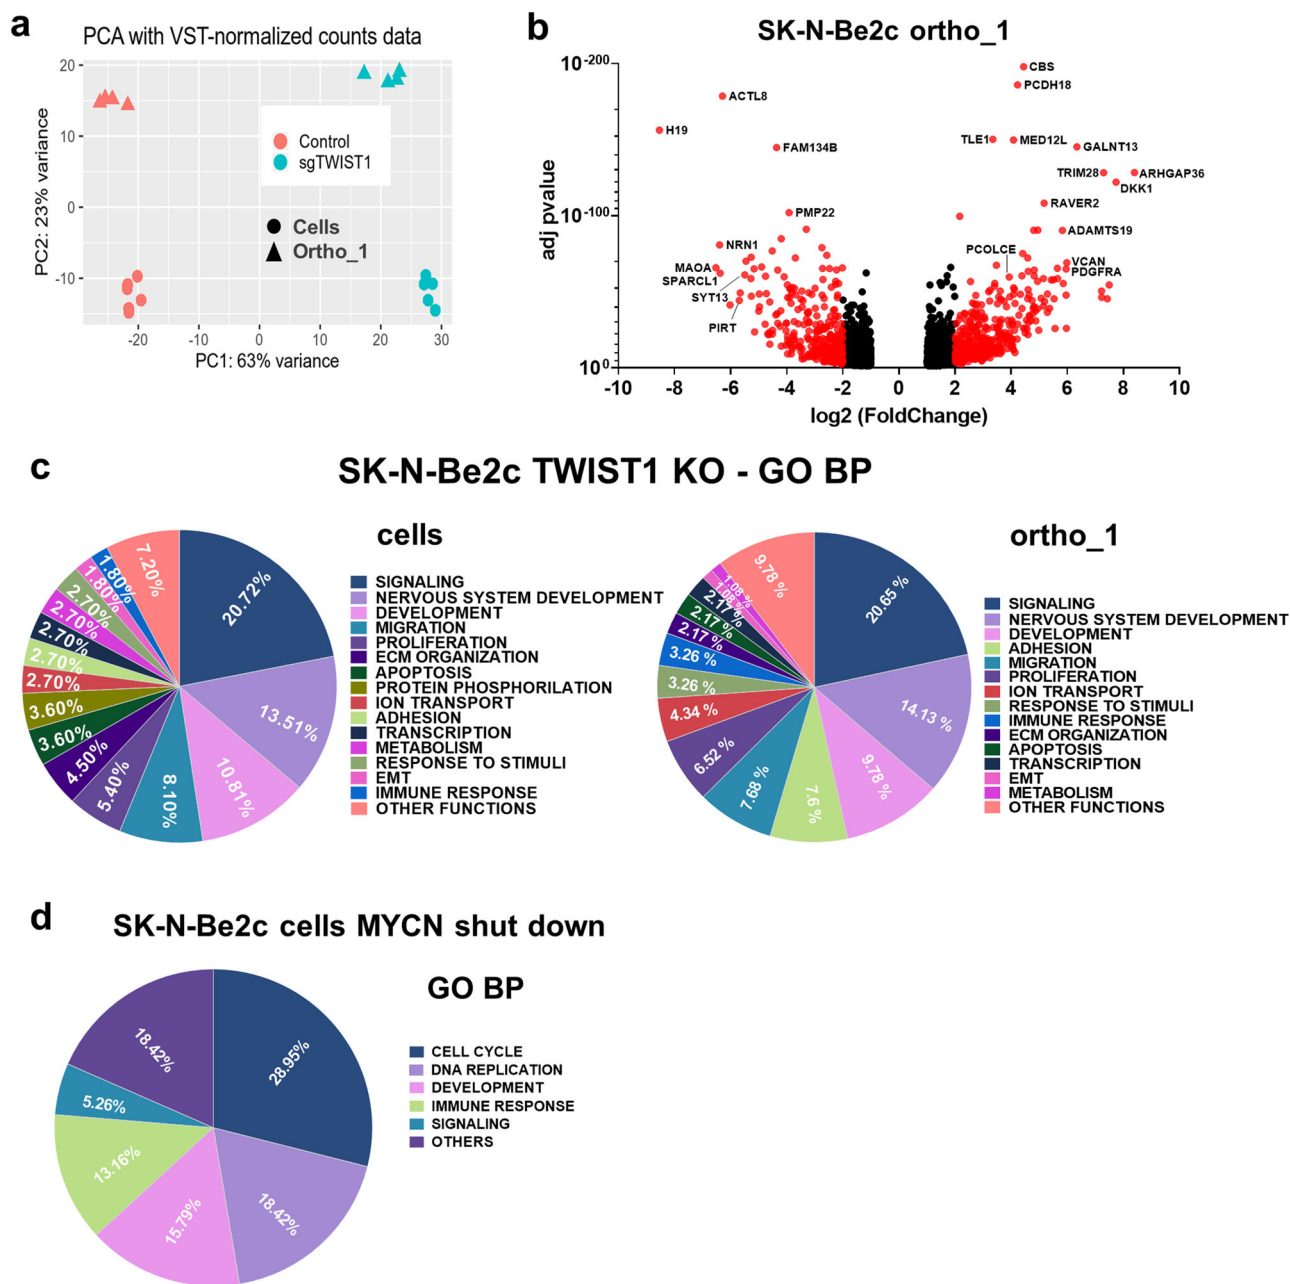 a
PCA with VST-normalized counts data
PC2: 23% variance
20
10
0
-10
Control
sgTWIST1
Cells
Ortho_1
-20
-10
0
10
20
30
PC1: 63% variance
b
SK-N-Be2c ortho_1
adj pvalue
10-200
10-100
100
ACTL8
H19
FAM134B
PMP22
NRN1
MAOA
SPARCL1
SYT13
PIRT
CBS
PCDH18
TLE1
MED12L
GALNT13
TRIM28
ARHGAP36
DKK1
RAVER2
ADAMTS19
PCOLCE
VCAN
PDGFRA
-10
-8
-6
-4
-2
0
2
4
6
8
10
log2 (FoldChange)
c
SK-N-Be2c TWIST1 KO - GO BP
cells
20.72%
13.51%
10.81%
8.10%
5.40%
4.50%
3.60%
3.60%
2.70%
2.70%
2.70%
2.70%
2.70%
1.80%
1.80%
7.20%
SIGNALING
NERVOUS SYSTEM DEVELOPMENT
DEVELOPMENT
MIGRATION
PROLIFERATION
ECM ORGANIZATION
APOPTOSIS
PROTEIN PHOSPHORILATION
ION TRANSPORT
ADHESION
TRANSCRIPTION
METABOLISM
RESPONSE TO STIMULI
EMT
IMMUNE RESPONSE
OTHER FUNCTIONS
ortho_1
20.65 %
14.13 %
9.78 %
7.6 %
7.68 %
6.52 %
4.34 %
3.26 %
3.26 %
2.17 %
2.17 %
2.17 %
1.08 %
1.08 %
9.78 %
SIGNALING
NERVOUS SYSTEM DEVELOPMENT
DEVELOPMENT
ADHESION
MIGRATION
PROLIFERATION
ION TRANSPORT
RESPONSE TO STIMULI
IMMUNE RESPONSE
ECM ORGANIZATION
APOPTOSIS
TRANSCRIPTION
EMT
METABOLISM
OTHER FUNCTIONS
d
SK-N-Be2c cells MYCN shut down
GO BP
28.95%
18.42%
15.79%
13.16%
5.26%
18.42%
CELL CYCLE
DNA REPLICATION
DEVELOPMENT
IMMUNE RESPONSE
SIGNALING
OTHERS